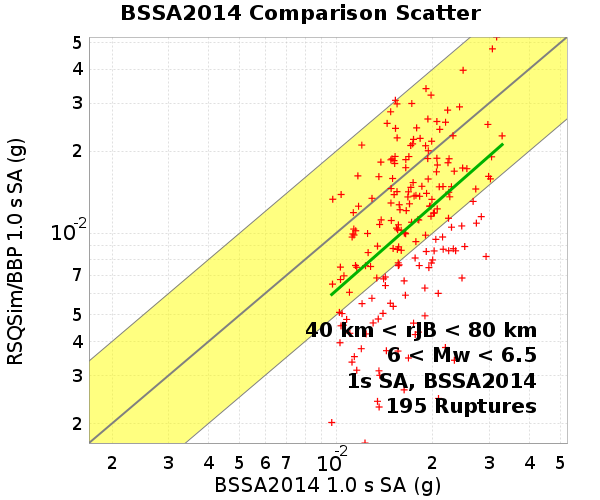 BSSA2014 Comparison Scatter
RSQSim/BBP 1.0 s SA (g)
5
4
3
2
10-2
7
5
4
3
2
40 km < rJB < 80 km
6 < Mw < 6.5
1s SA, BSSA2014
195 Ruptures
2 3 4 5 6 7 10-2 2 3 4 5
BSSA2014 1.0 s SA (g)